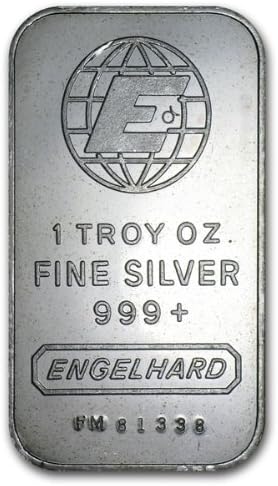 E
1 TROY OZ.
FINE SILVER
999+
ENGELHARD
FM 81338